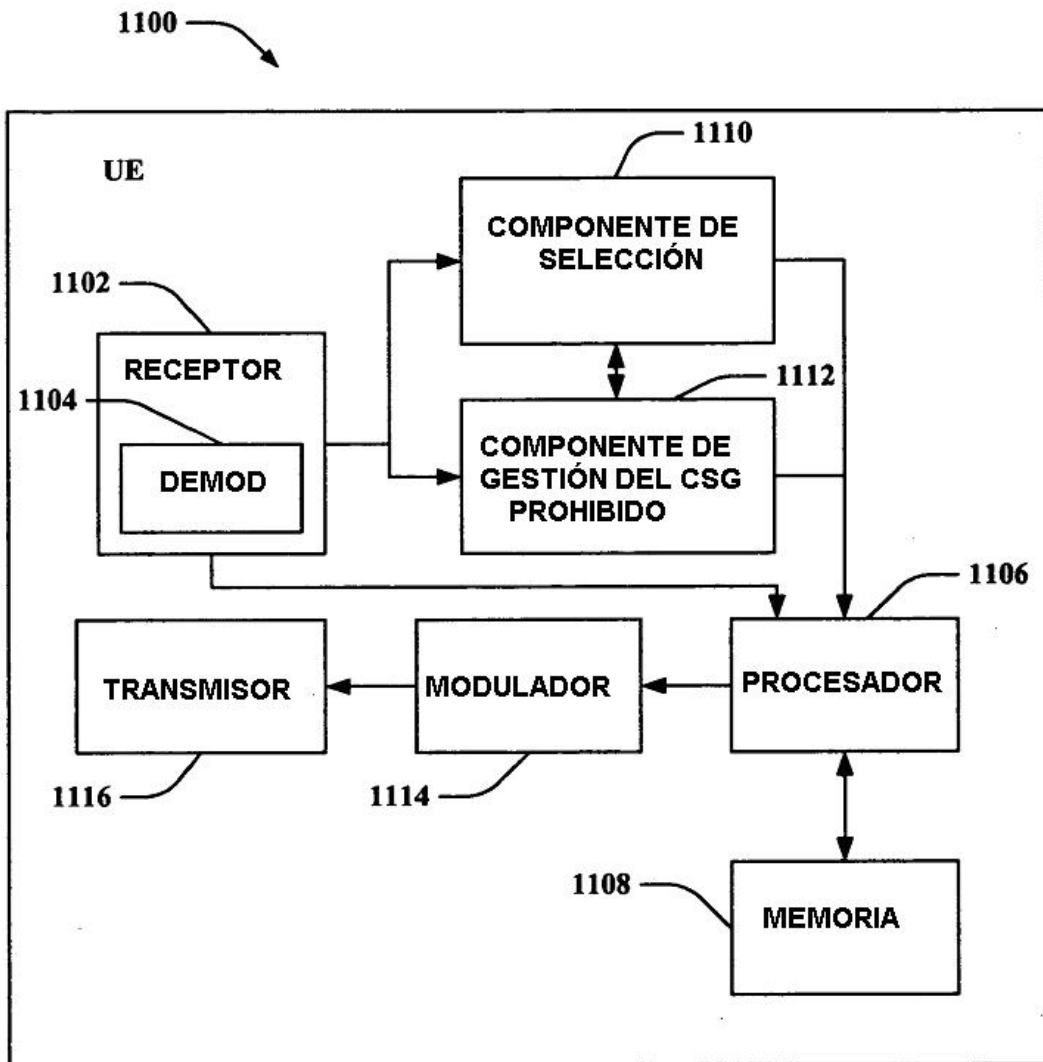 1100
UE
1110
COMPONENTE DE
SELECCIÓN
1102
RECEPTOR
1104
DEMOD
1112
COMPONENTE DE
GESTIÓN DEL CSG
PROHIBIDO
1106
TRANSMISOR
MODULADOR
PROCESADOR
1116
1114
1108
MEMORIA